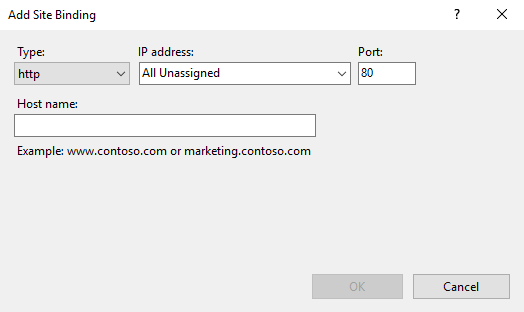 Add Site Binding ?
Type: IP address: Port:
http All Unassigned 80
Host name:
Example: www.contoso.com or marketing.contoso.com
OK Cancel